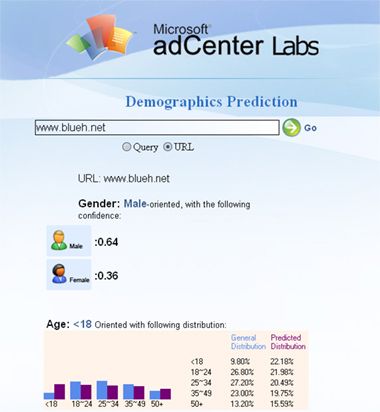 Microsoft®
adCenter Labs
Demographics Prediction
www.blueh.net Go
Query URL
URL: www.blueh.net
Gender: Male-oriented, with the following
confidence:
Male :0.64
Female :0.36
Age: <18 Oriented with following distribution:
General Predicted
Distribution Distribution
<18 9.80% 22.18%
18~24 26.80% 21.98%
25~34 27.20% 20.49%
35~49 23.00% 19.75%
50+ 13.20% 15.59%
<18 18~24 25~34 35~49 50+